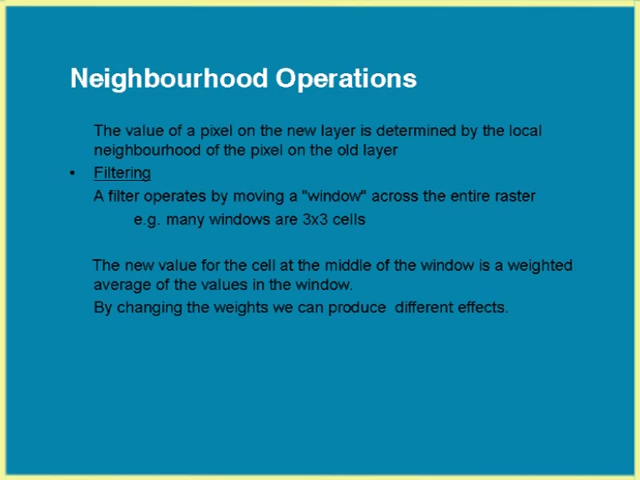 Neighbourhood Operations
The value of a pixel on the new layer is determined by the local
neighbourhood of the pixel on the old layer
• Filtering
A filter operates by moving a "window" across the entire raster
e.g. many windows are 3x3 cells
The new value for the cell at the middle of the window is a weighted
average of the values in the window.
By changing the weights we can produce different effects.